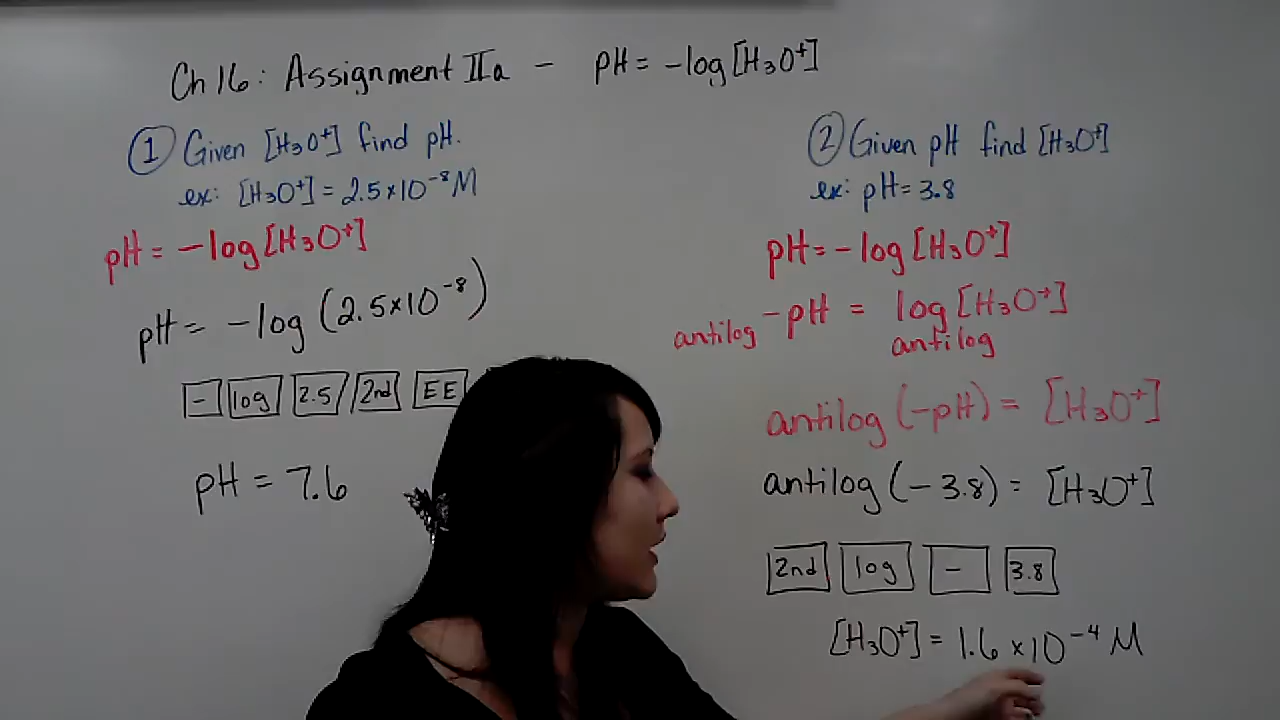 Ch 16: Assignment IIa - pH = -log[H₃O⁺]
① Given [H₃O⁺] find pH.
ex: [H₃O⁺] = 2.5×10⁻⁸ M
pH = -log[H₃O⁺]
pH = -log(2.5×10⁻⁸)
- log 2.5 2nd EE
pH = 7.6
② Given pH find [H₃O⁺]
ex: pH = 3.8
pH = -log[H₃O⁺]
antilog -pH = log[H₃O⁺]
antilog
antilog(-pH) = [H₃O⁺]
antilog(-3.8) = [H₃O⁺]
2nd log - 3.8
[H₃O⁺] = 1.6 ×10⁻⁴ M